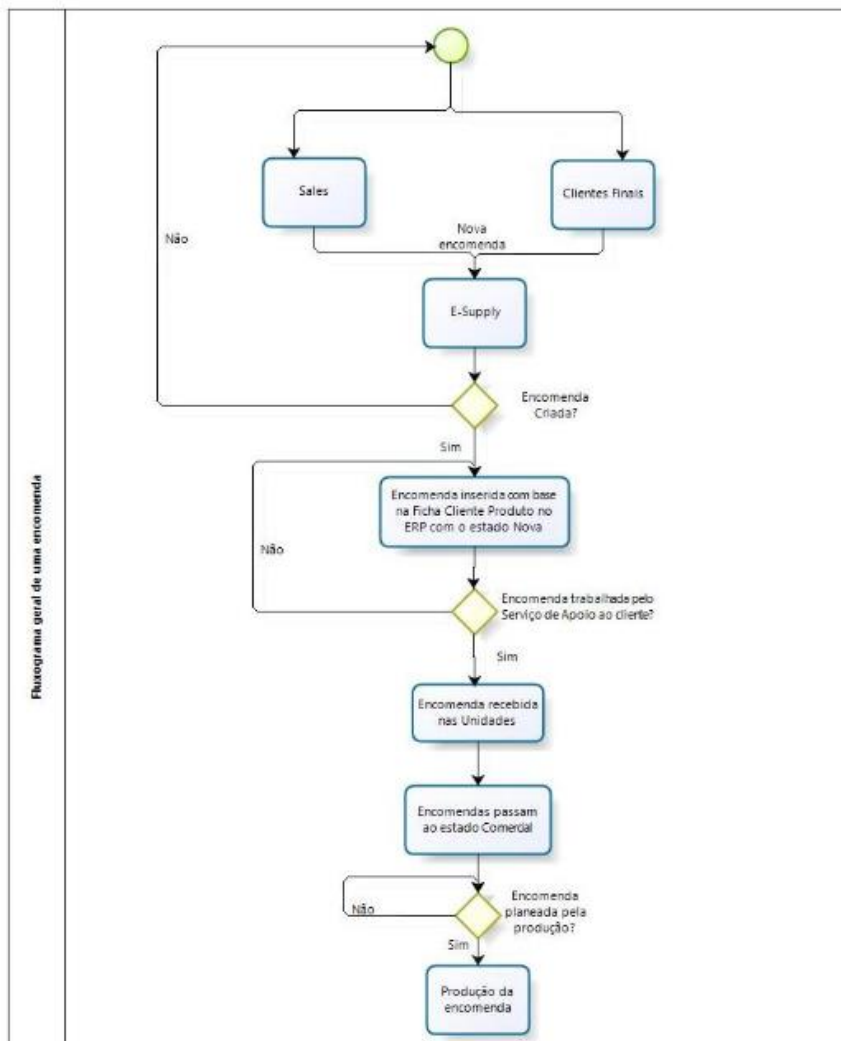 Fluxograma geral de uma encomenda
Sales
Clientes Finais
Não
Nova
encomenda
E-Supply
Encomenda
Criada?
Sim
Encomenda inserida com base
na Ficha Cliente Produto no
ERP com o estado Nova
Não
Encomenda trabalhada pelo
Serviço de Apoio ao cliente?
Sim
Encomenda recebida
nas Unidades
Encomendas passam
ao estado Comercial
Não
Encomenda
planeada pela
produção?
Sim
Produção da
encomenda